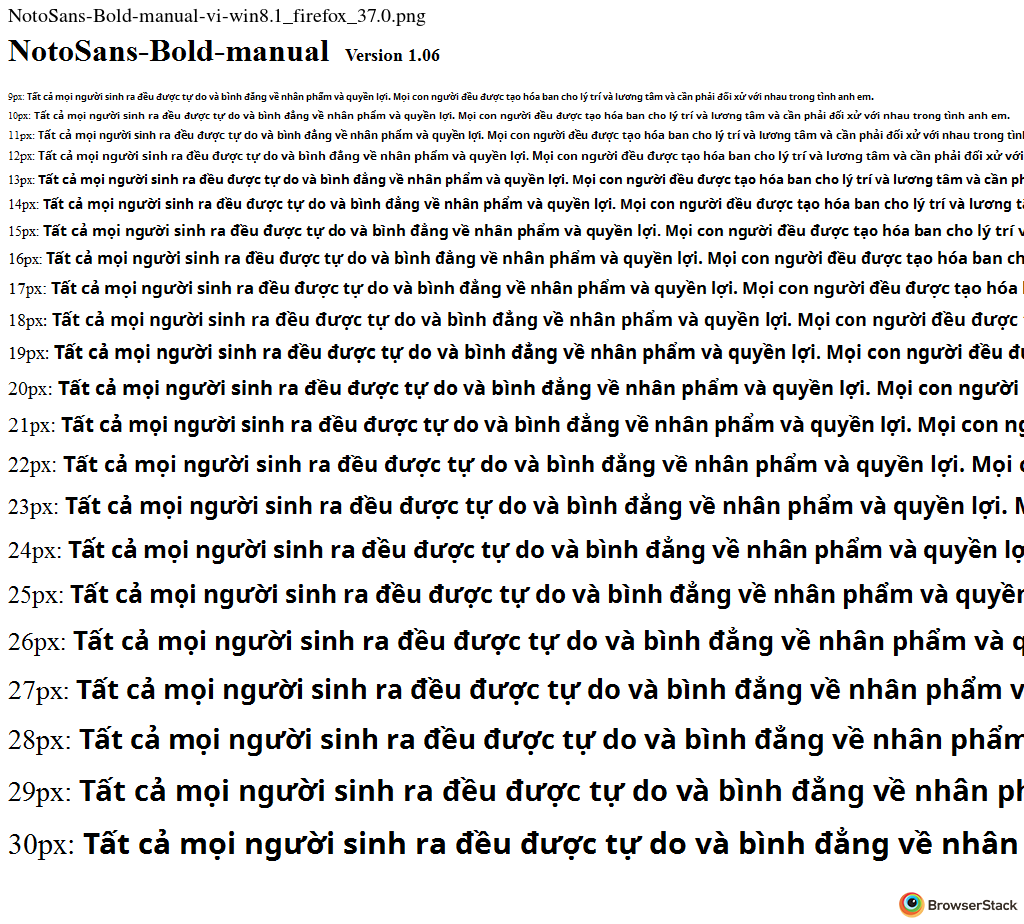 NotoSans-Bold-manual-vi-win8.1_firefox_37.0.png
NotoSans-Bold-manual Version 1.06
9px: Tất cả mọi người sinh ra đều được tự do và bình đẳng về nhân phẩm và quyền lợi. Mọi con người đều được tạo hóa ban cho lý trí và lương tâm và cần phải đối xử với nhau trong tình anh em.
10px: Tất cả mọi người sinh ra đều được tự do và bình đẳng về nhân phẩm và quyền lợi. Mọi con người đều được tạo hóa ban cho lý trí và lương tâm và cần phải đối xử với nhau trong tình anh em.
11px: Tất cả mọi người sinh ra đều được tự do và bình đẳng về nhân phẩm và quyền lợi. Mọi con người đều được tạo hóa ban cho lý trí và lương tâm và cần phải đối xử với nhau trong tìn
12px: Tất cả mọi người sinh ra đều được tự do và bình đẳng về nhân phẩm và quyền lợi. Mọi con người đều được tạo hóa ban cho lý trí và lương tâm và cần phải đối xử với
13px: Tất cả mọi người sinh ra đều được tự do và bình đẳng về nhân phẩm và quyền lợi. Mọi con người đều được tạo hóa ban cho lý trí và lương tâm và cần ph
14px: Tất cả mọi người sinh ra đều được tự do và bình đẳng về nhân phẩm và quyền lợi. Mọi con người đều được tạo hóa ban cho lý trí và lương t
15px: Tất cả mọi người sinh ra đều được tự do và bình đẳng về nhân phẩm và quyền lợi. Mọi con người đều được tạo hóa ban cho lý trí v
16px: Tất cả mọi người sinh ra đều được tự do và bình đẳng về nhân phẩm và quyền lợi. Mọi con người đều được tạo hóa ban ch
17px: Tất cả mọi người sinh ra đều được tự do và bình đẳng về nhân phẩm và quyền lợi. Mọi con người đều được tạo hóa
18px: Tất cả mọi người sinh ra đều được tự do và bình đẳng về nhân phẩm và quyền lợi. Mọi con người đều được
19px: Tất cả mọi người sinh ra đều được tự do và bình đẳng về nhân phẩm và quyền lợi. Mọi con người đều đư
20px: Tất cả mọi người sinh ra đều được tự do và bình đẳng về nhân phẩm và quyền lợi. Mọi con người
21px: Tất cả mọi người sinh ra đều được tự do và bình đẳng về nhân phẩm và quyền lợi. Mọi con ng
22px: Tất cả mọi người sinh ra đều được tự do và bình đẳng về nhân phẩm và quyền lợi. Mọi
23px: Tất cả mọi người sinh ra đều được tự do và bình đẳng về nhân phẩm và quyền lợi. M
24px: Tất cả mọi người sinh ra đều được tự do và bình đẳng về nhân phẩm và quyền lợ
25px: Tất cả mọi người sinh ra đều được tự do và bình đẳng về nhân phẩm và quyền
26px: Tất cả mọi người sinh ra đều được tự do và bình đẳng về nhân phẩm và q
27px: Tất cả mọi người sinh ra đều được tự do và bình đẳng về nhân phẩm v
28px: Tất cả mọi người sinh ra đều được tự do và bình đẳng về nhân phẩm
29px: Tất cả mọi người sinh ra đều được tự do và bình đẳng về nhân ph
30px: Tất cả mọi người sinh ra đều được tự do và bình đẳng về nhân
BrowserStack